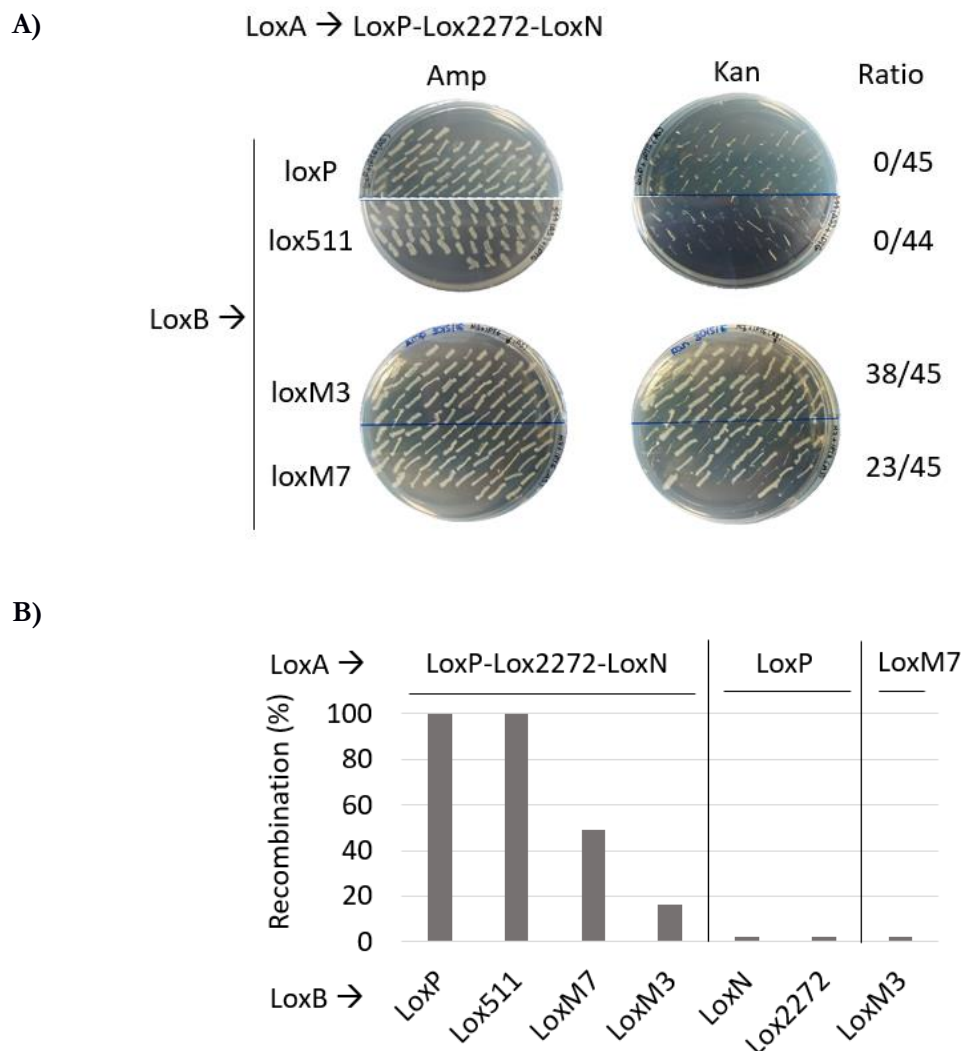 A)
LoxA → LoxP-Lox2272-LoxN
Amp Kan Ratio
loxP 0/45
lox511 0/44
LoxB →
loxM3 38/45
loxM7 23/45
B)
LoxA → LoxP-Lox2272-LoxN LoxP LoxM7
Recombination (%)
100
80
60
40
20
0
LoxB → LoxP Lox511 LoxM7 LoxM3 LoxN Lox2272 LoxM3